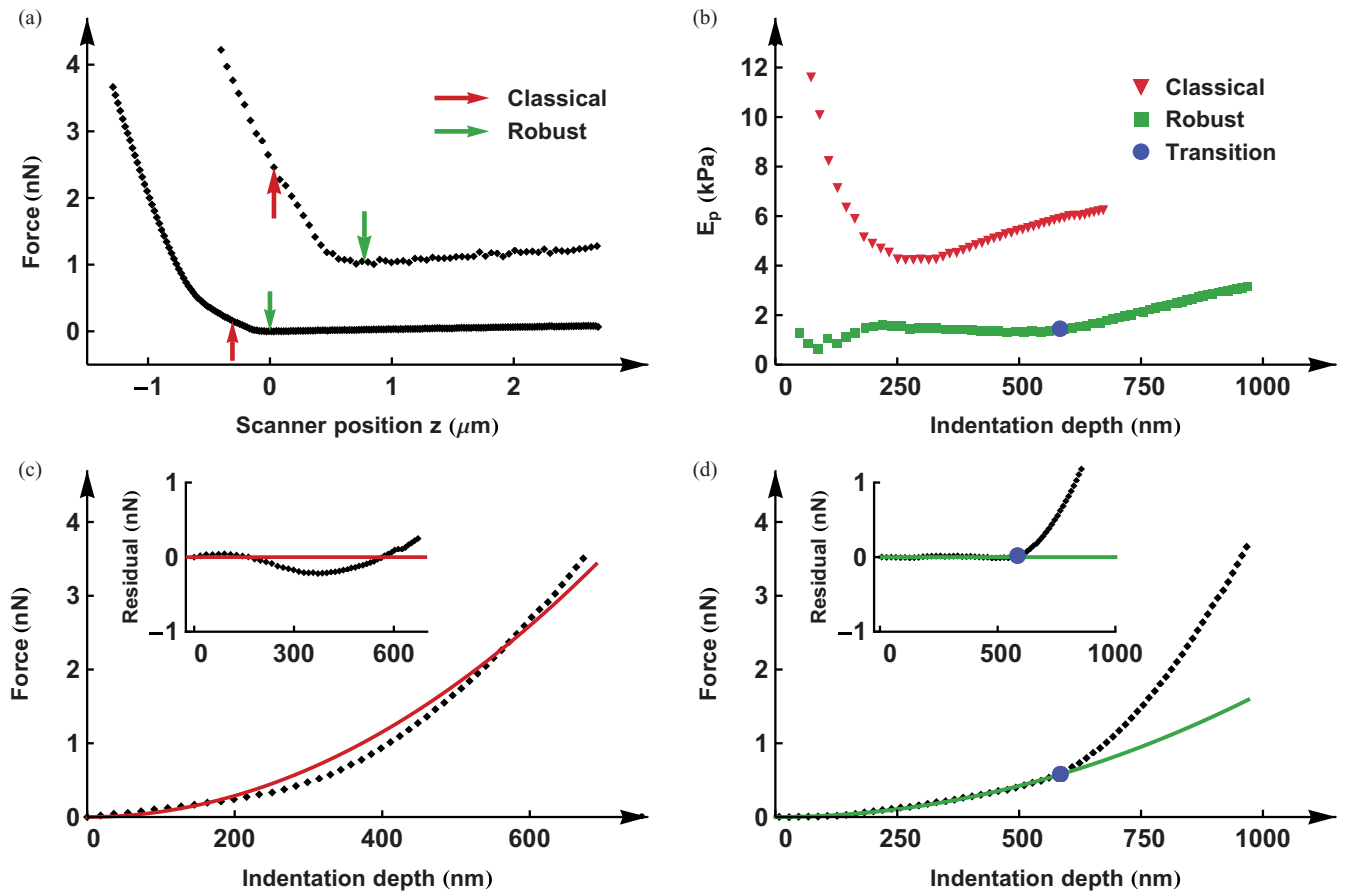 (a)
4
3
2
1
0
Force (nN)
Classical
Robust
−1
0
1
2
Scanner position z (μm)
(b)
12
10
8
6
4
2
0
Ep (kPa)
Classical
Robust
Transition
0
250
500
750
1000
Indentation depth (nm)
(c)
4
3
2
1
0
Force (nN)
1
0
−1
Residual (nN)
0
300
600
0
200
400
600
Indentation depth (nm)
(d)
4
3
2
1
0
Force (nN)
1
0
−1
Residual (nN)
0
500
1000
0
250
500
750
1000
Indentation depth (nm)